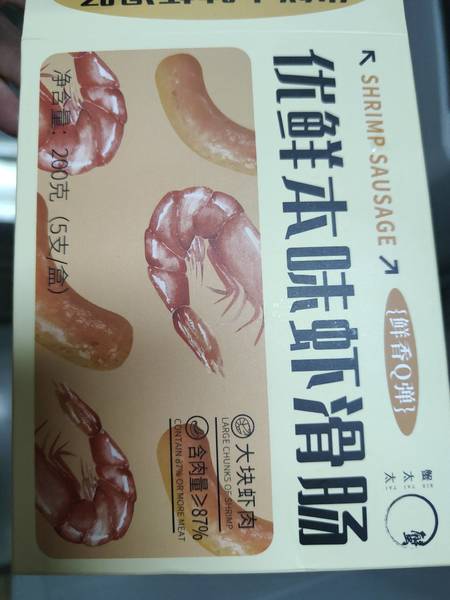 ↖ SHRIMP SAUSAGE ↗
{鲜香Q弹}
蟹太太
蟹
优鲜本味虾滑肠
大块虾肉
LARGE CHUNKS OF SHRIMP
含肉量≥87%
CONTAIN 87% OR MORE MEAT
净含量: 200克 (5支/盒)